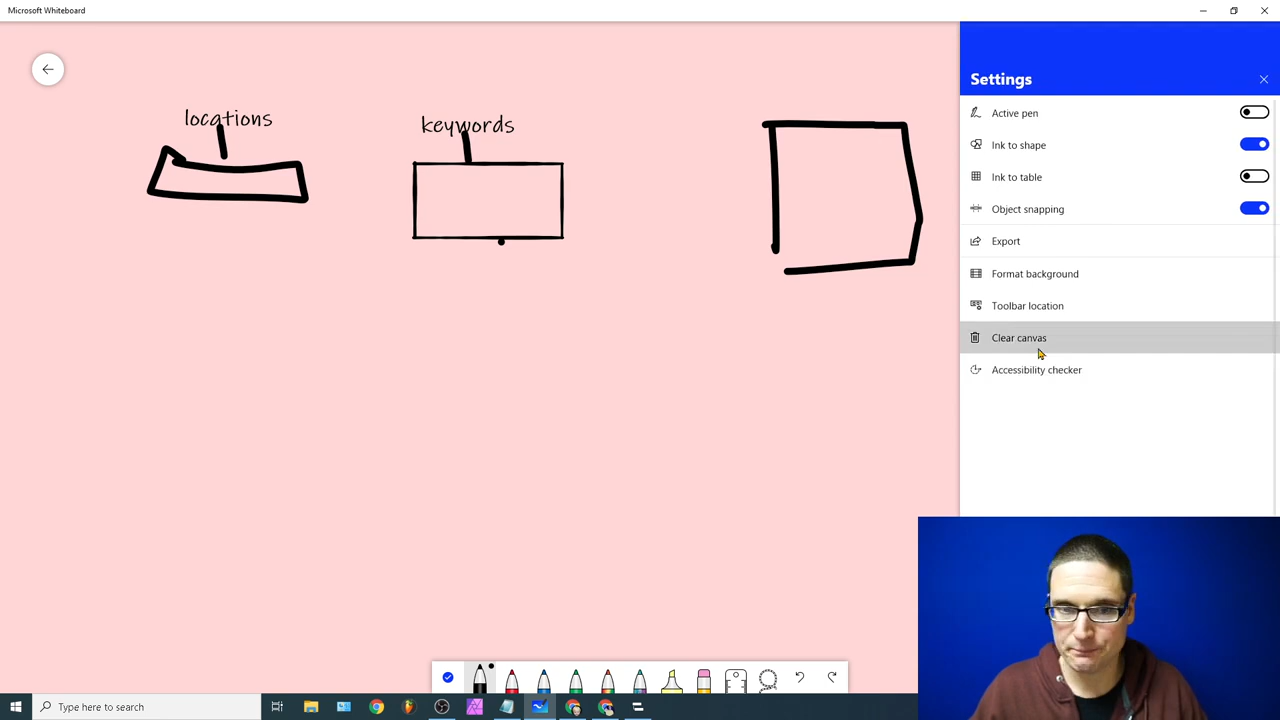 Microsoft Whiteboard
locations
keywords
Settings
Active pen
Ink to shape
Ink to table
Object snapping
Export
Format background
Toolbar location
Clear canvas
Accessibility checker
Type here to search